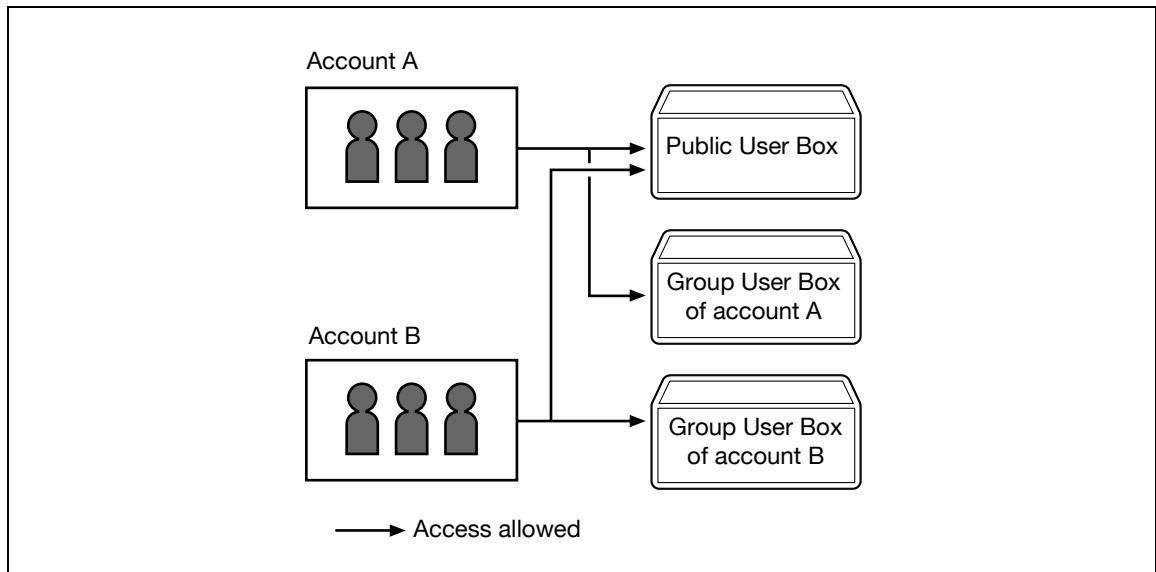 Account A
Public User Box
Group User Box
of account A
Account B
Group User Box
of account B
Access allowed